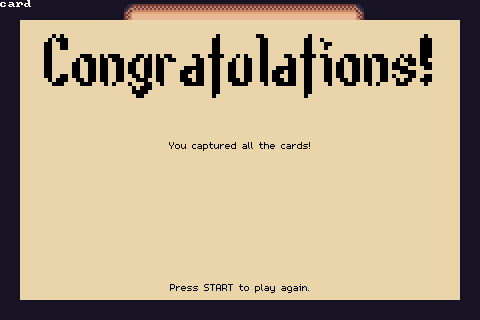 card
Congratulations!
You captured all the cards!
Press START to play again.